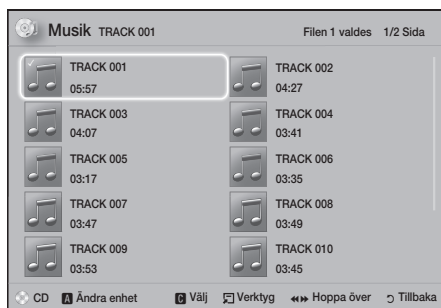 Musik TRACK 001 Filen 1 valdes 1/2 Sida
TRACK 001
05:57
TRACK 002
04:27
TRACK 003
04:07
TRACK 004
03:41
TRACK 005
03:17
TRACK 006
03:35
TRACK 007
03:47
TRACK 008
03:49
TRACK 009
03:53
TRACK 010
03:45
CD A Ändra enhet C Välj Verktyg Hoppa över Tillbaka